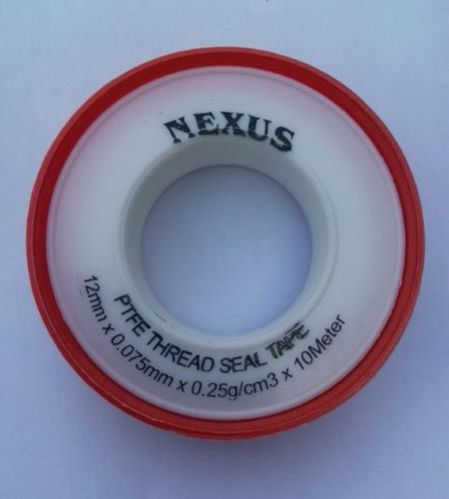 NEXUS
PTFE THREAD SEAL TAPE
12mm x 0.075mm x 0.25g/cm3 x 10Meter